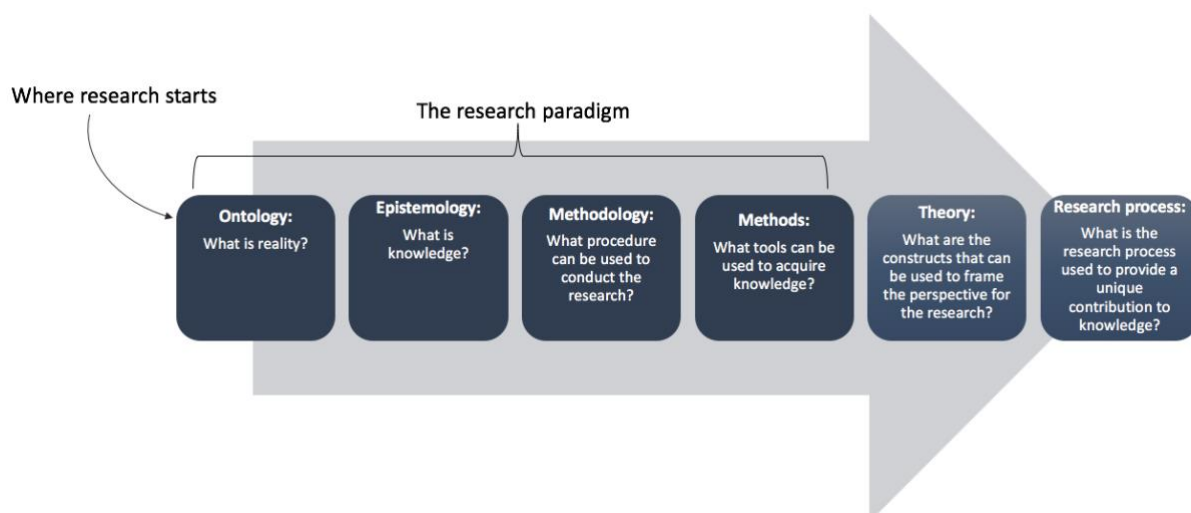 Where research starts
The research paradigm
Ontology:
What is reality?
Epistemology:
What is
knowledge?
Methodology:
What procedure
can be used to
conduct the
research?
Methods:
What tools can be
used to acquire
knowledge?
Theory:
What are the
constructs that can
be used to frame
the perspective for
the research?
Research process:
What is the
research process
used to provide a
unique
contribution to
knowledge?